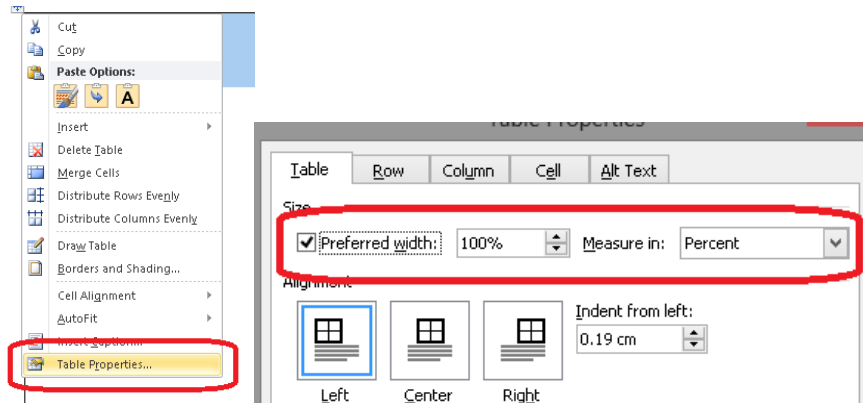 Cut
Copy
Paste Options:
A
Insert
Delete Table
Merge Cells
Distribute Rows Evenly
Distribute Columns Evenly
Draw Table
Borders and Shading...
Cell Alignment
AutoFit
Insert Caption...
Table Properties...
Table Properties
Table Row Column Cell Alt Text
Size
Preferred width: 100% Measure in: Percent
Alignment
Indent from left:
0.19 cm
Left Center Right